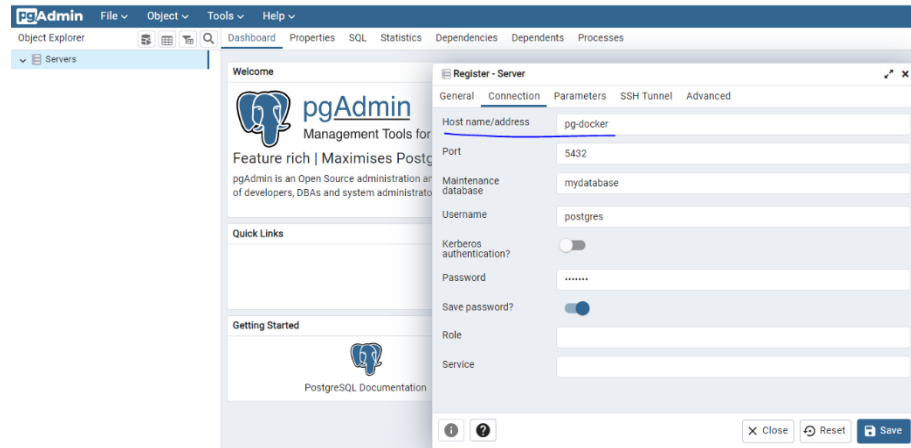 pgAdmin File Object Tools Help
Object Explorer
Dashboard Properties SQL Statistics Dependencies Dependents Processes
Servers
Welcome
pgAdmin
Management Tools for
Feature rich | Maximises Postg
pgAdmin is an Open Source administration an
of developers, DBAs and system administrato
Quick Links
Getting Started
PostgreSQL Documentation
Register - Server
General Connection Parameters SSH Tunnel Advanced
Host name/address pg-docker
Port 5432
Maintenance
database
mydatabase
Username postgres
Kerberos
authentication?
Password •••••••
Save password?
Role
Service
Close Reset Save